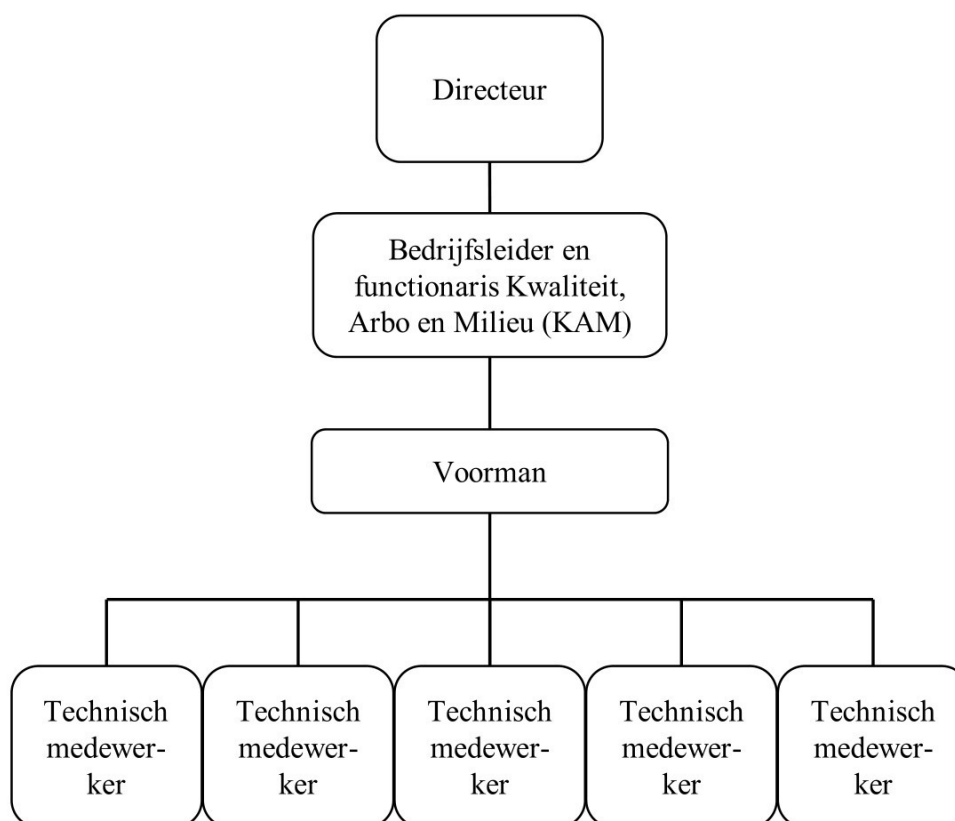 Directeur
Bedrijfsleider en
functionaris Kwaliteit,
Arbo en Milieu (KAM)
Voorman
Technisch
medewer-
ker
Technisch
medewer-
ker
Technisch
medewer-
ker
Technisch
medewer-
ker
Technisch
medewer-
ker